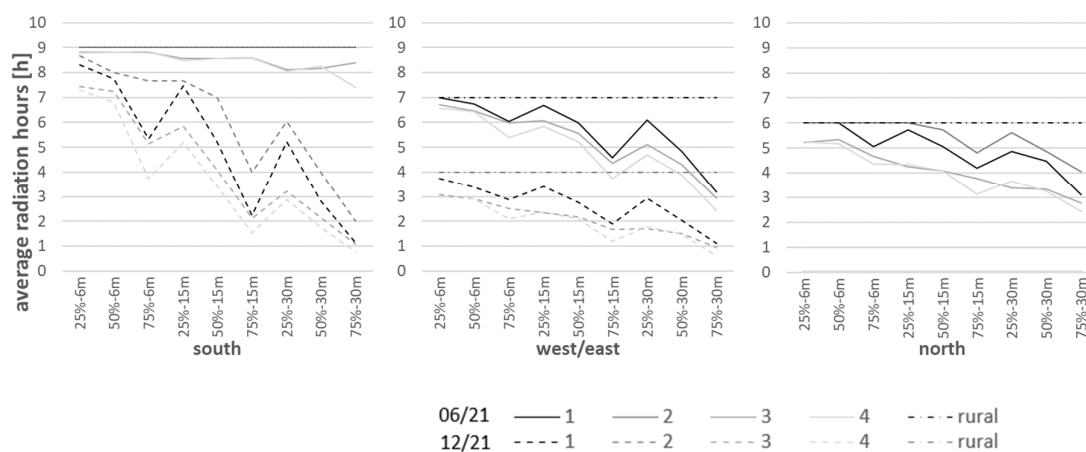 average radiation hours [h]
10
9
8
7
6
5
4
3
2
1
0
25%-6m
50%-6m
75%-6m
25%-15m
50%-15m
75%-15m
25%-30m
50%-30m
75%-30m
south
10
9
8
7
6
5
4
3
2
1
0
25%-6m
50%-6m
75%-6m
25%-15m
50%-15m
75%-15m
25%-30m
50%-30m
75%-30m
west/east
10
9
8
7
6
5
4
3
2
1
0
25%-6m
50%-6m
75%-6m
25%-15m
50%-15m
75%-15m
25%-30m
50%-30m
75%-30m
north
06/21 1 2 3 4 rural
12/21 1 2 3 4 rural